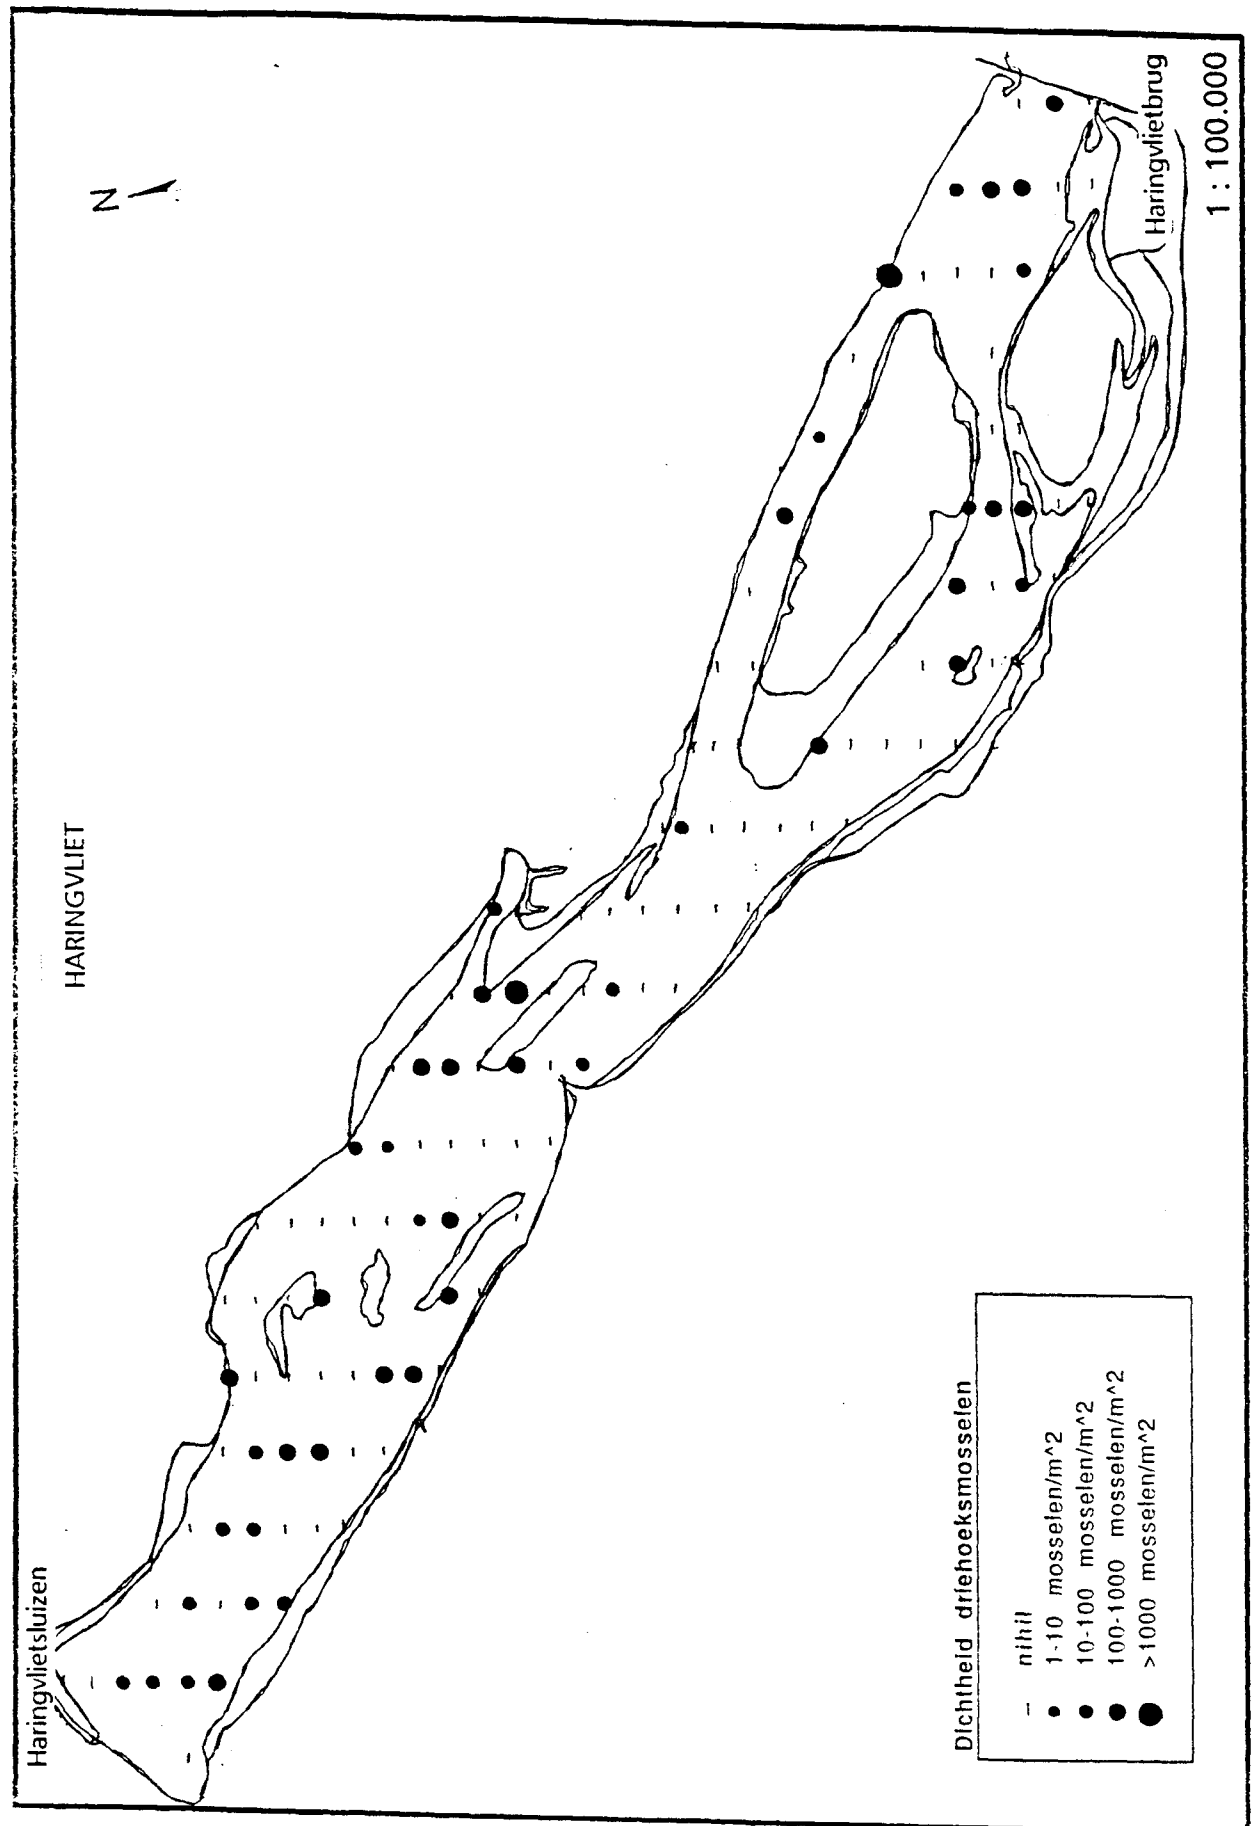 HARINGVLIET
N
Haringvlietsluizen
Haringvlietbrug
1 : 100.000
Dichtheid driehoeksmosselen
– nihil
1-10 mosselen/m^2
10-100 mosselen/m^2
100-1000 mosselen/m^2
>1000 mosselen/m^2